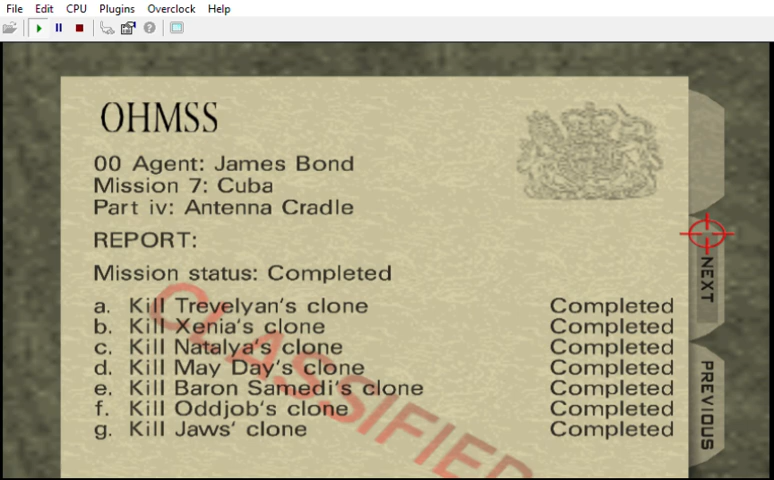 File Edit CPU Plugins Overclock Help
OHMSS
00 Agent: James Bond
Mission 7: Cuba
Part iv: Antenna Cradle
REPORT:
Mission status: Completed
a. Kill Trevelyan's clone Completed
b. Kill Xenia's clone Completed
c. Kill Natalya's clone Completed
d. Kill May Day's clone Completed
e. Kill Baron Samedi's clone Completed
f. Kill Oddjob's clone Completed
g. Kill Jaws' clone Completed
CLASSIFIED
NEXT
PREVIOUS